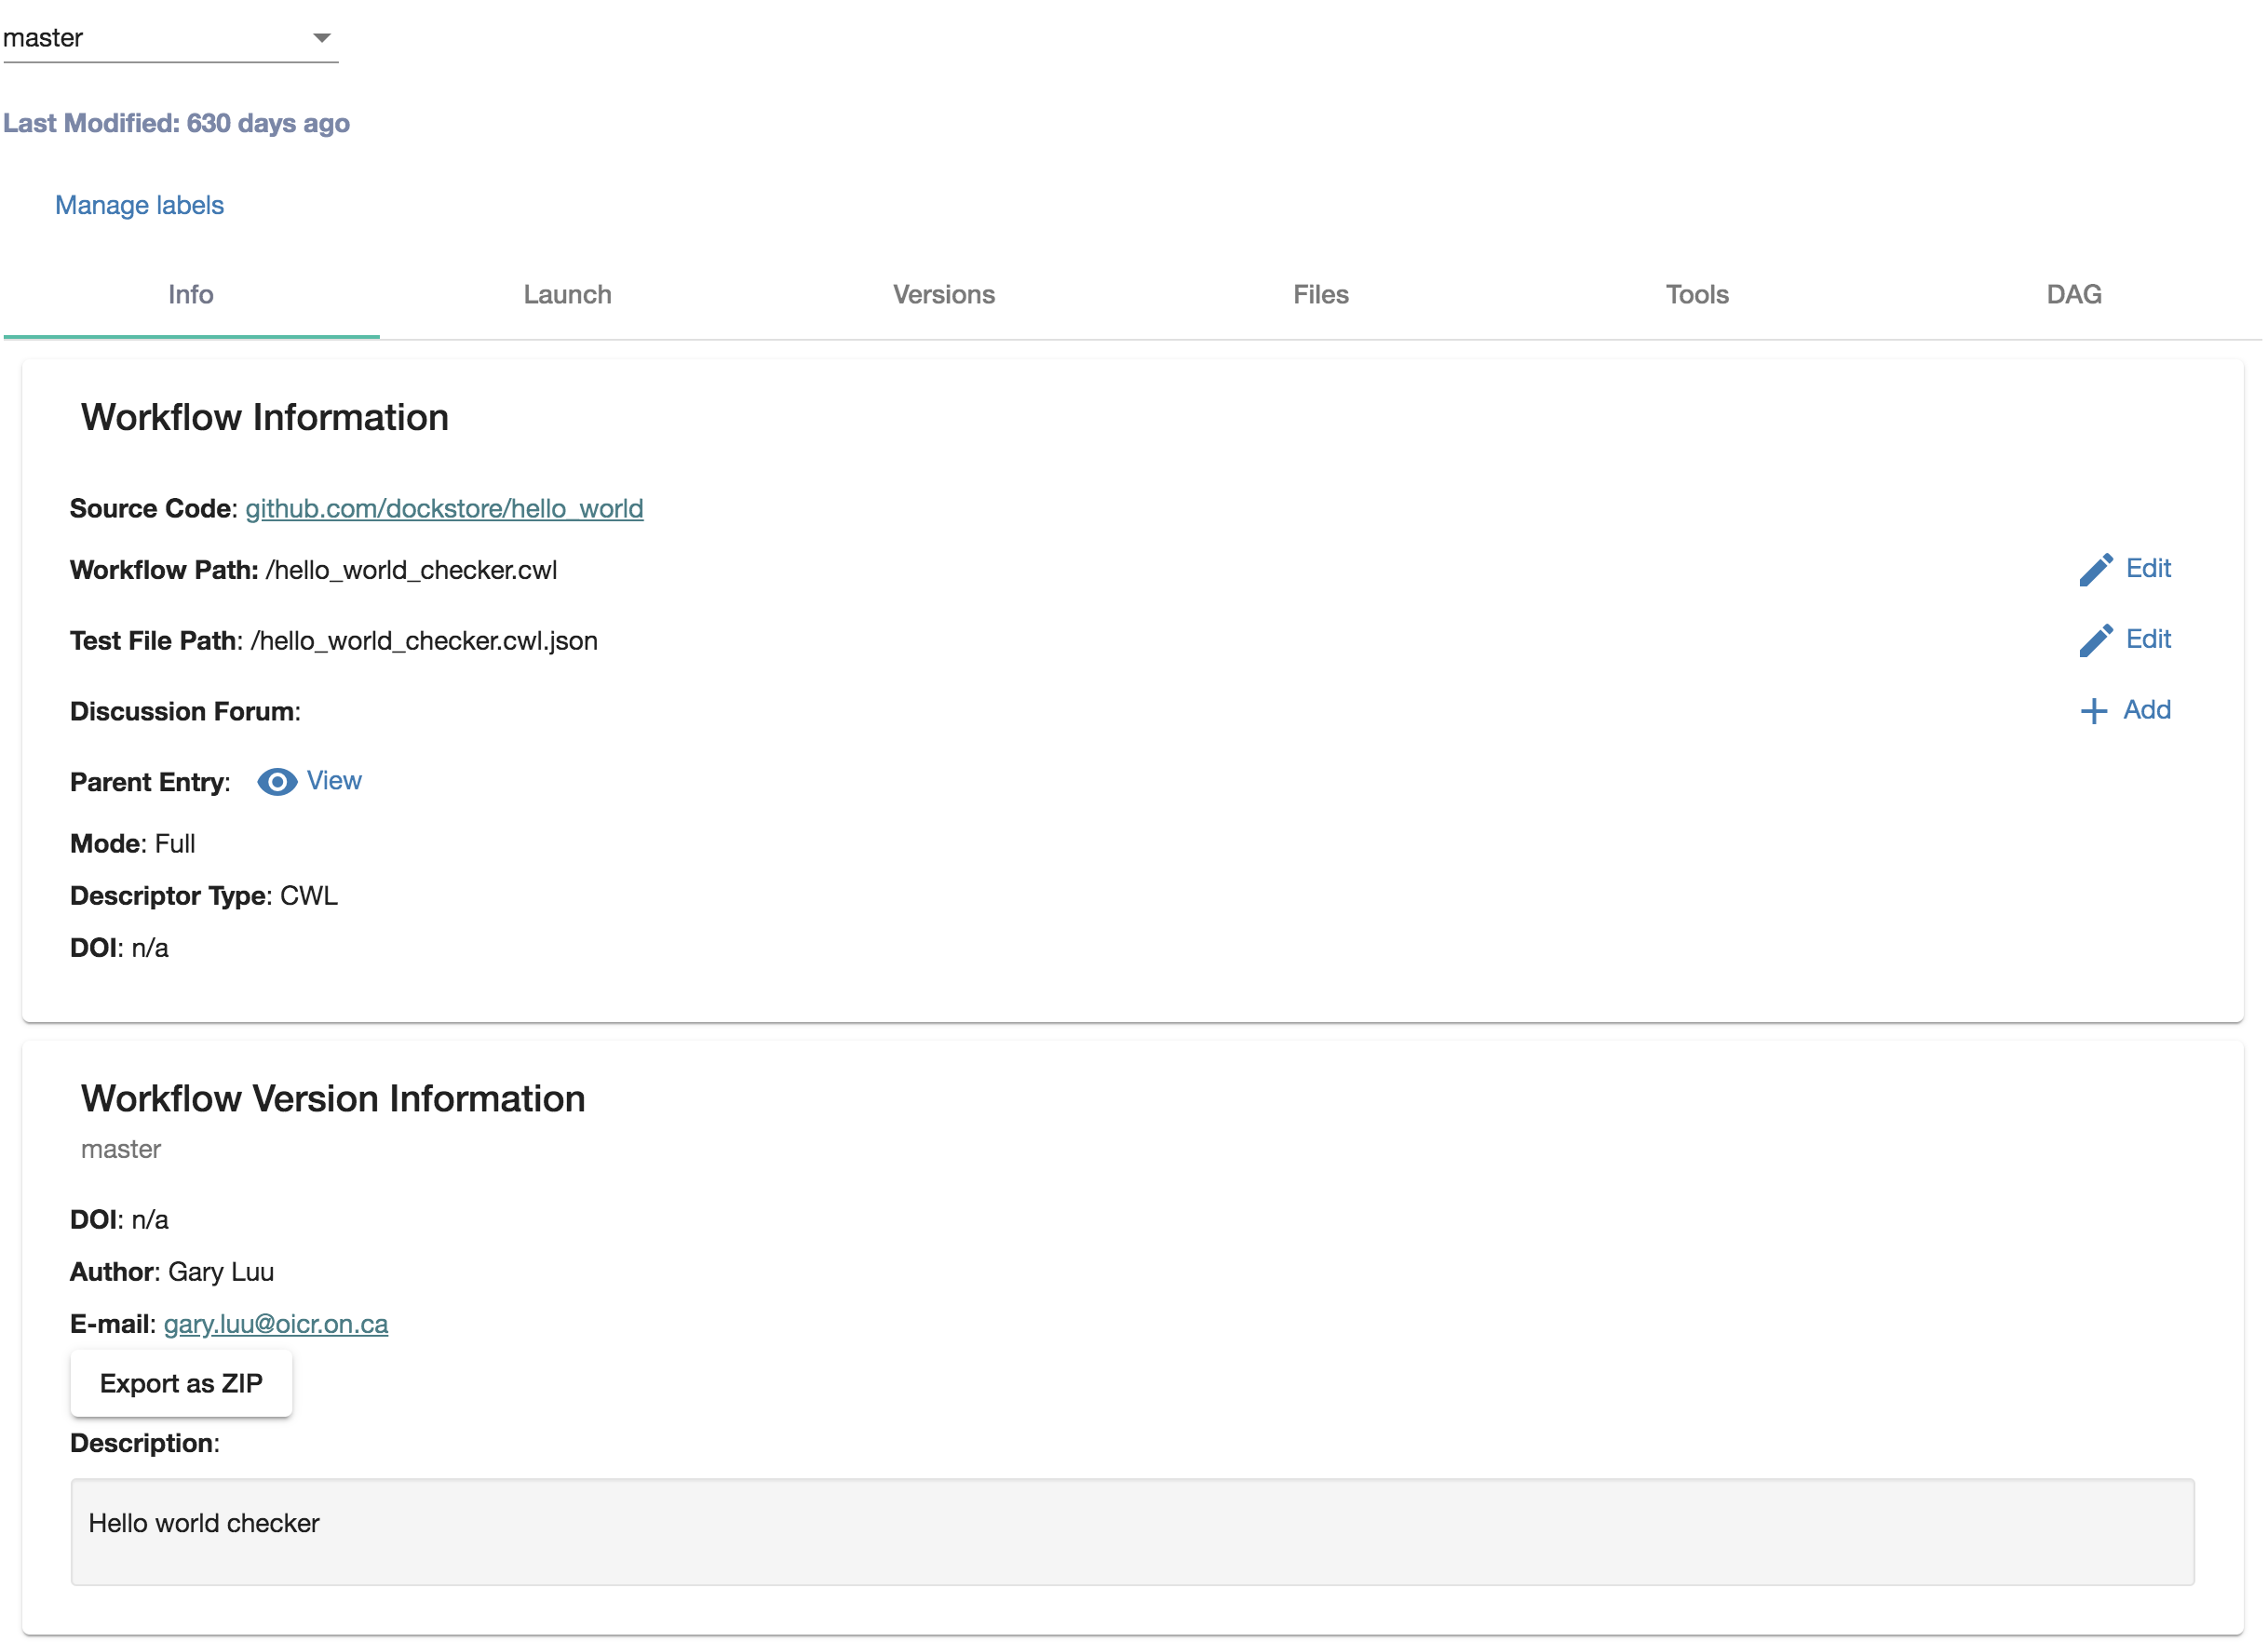 master
Last Modified: 630 days ago
Manage labels
Info Launch Versions Files Tools DAG
Workflow Information
Source Code: github.com/dockstore/hello_world
Workflow Path: /hello_world_checker.cwl Edit
Test File Path: /hello_world_checker.cwl.json Edit
Discussion Forum: Add
Parent Entry: View
Mode: Full
Descriptor Type: CWL
DOI: n/a
Workflow Version Information
master
DOI: n/a
Author: Gary Luu
E-mail: gary.luu@oicr.on.ca
Export as ZIP
Description:
Hello world checker